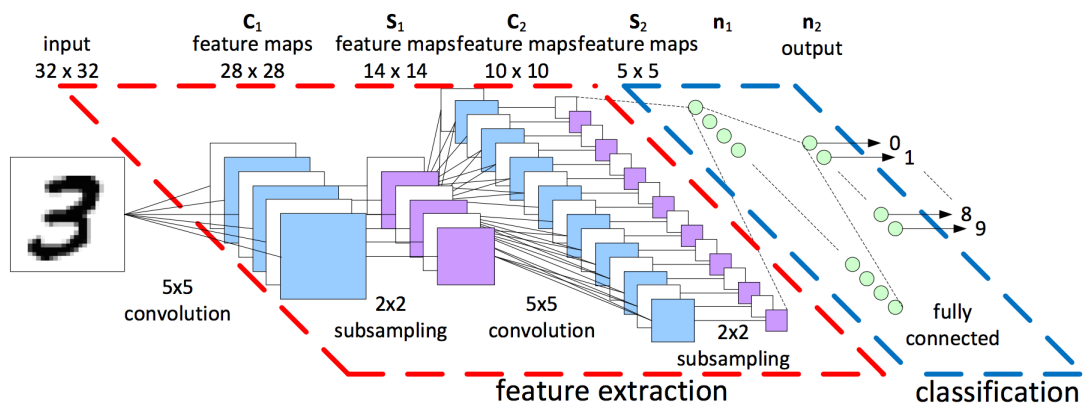 C1 S1 C2 S2 n1 n2
input feature maps feature maps feature maps feature maps output
32 x 32 28 x 28 14 x 14 10 x 10 5 x 5
3
0
1
8
9
5x5
convolution
2x2
subsampling
5x5
convolution
2x2
subsampling
fully
connected
feature extraction
classification